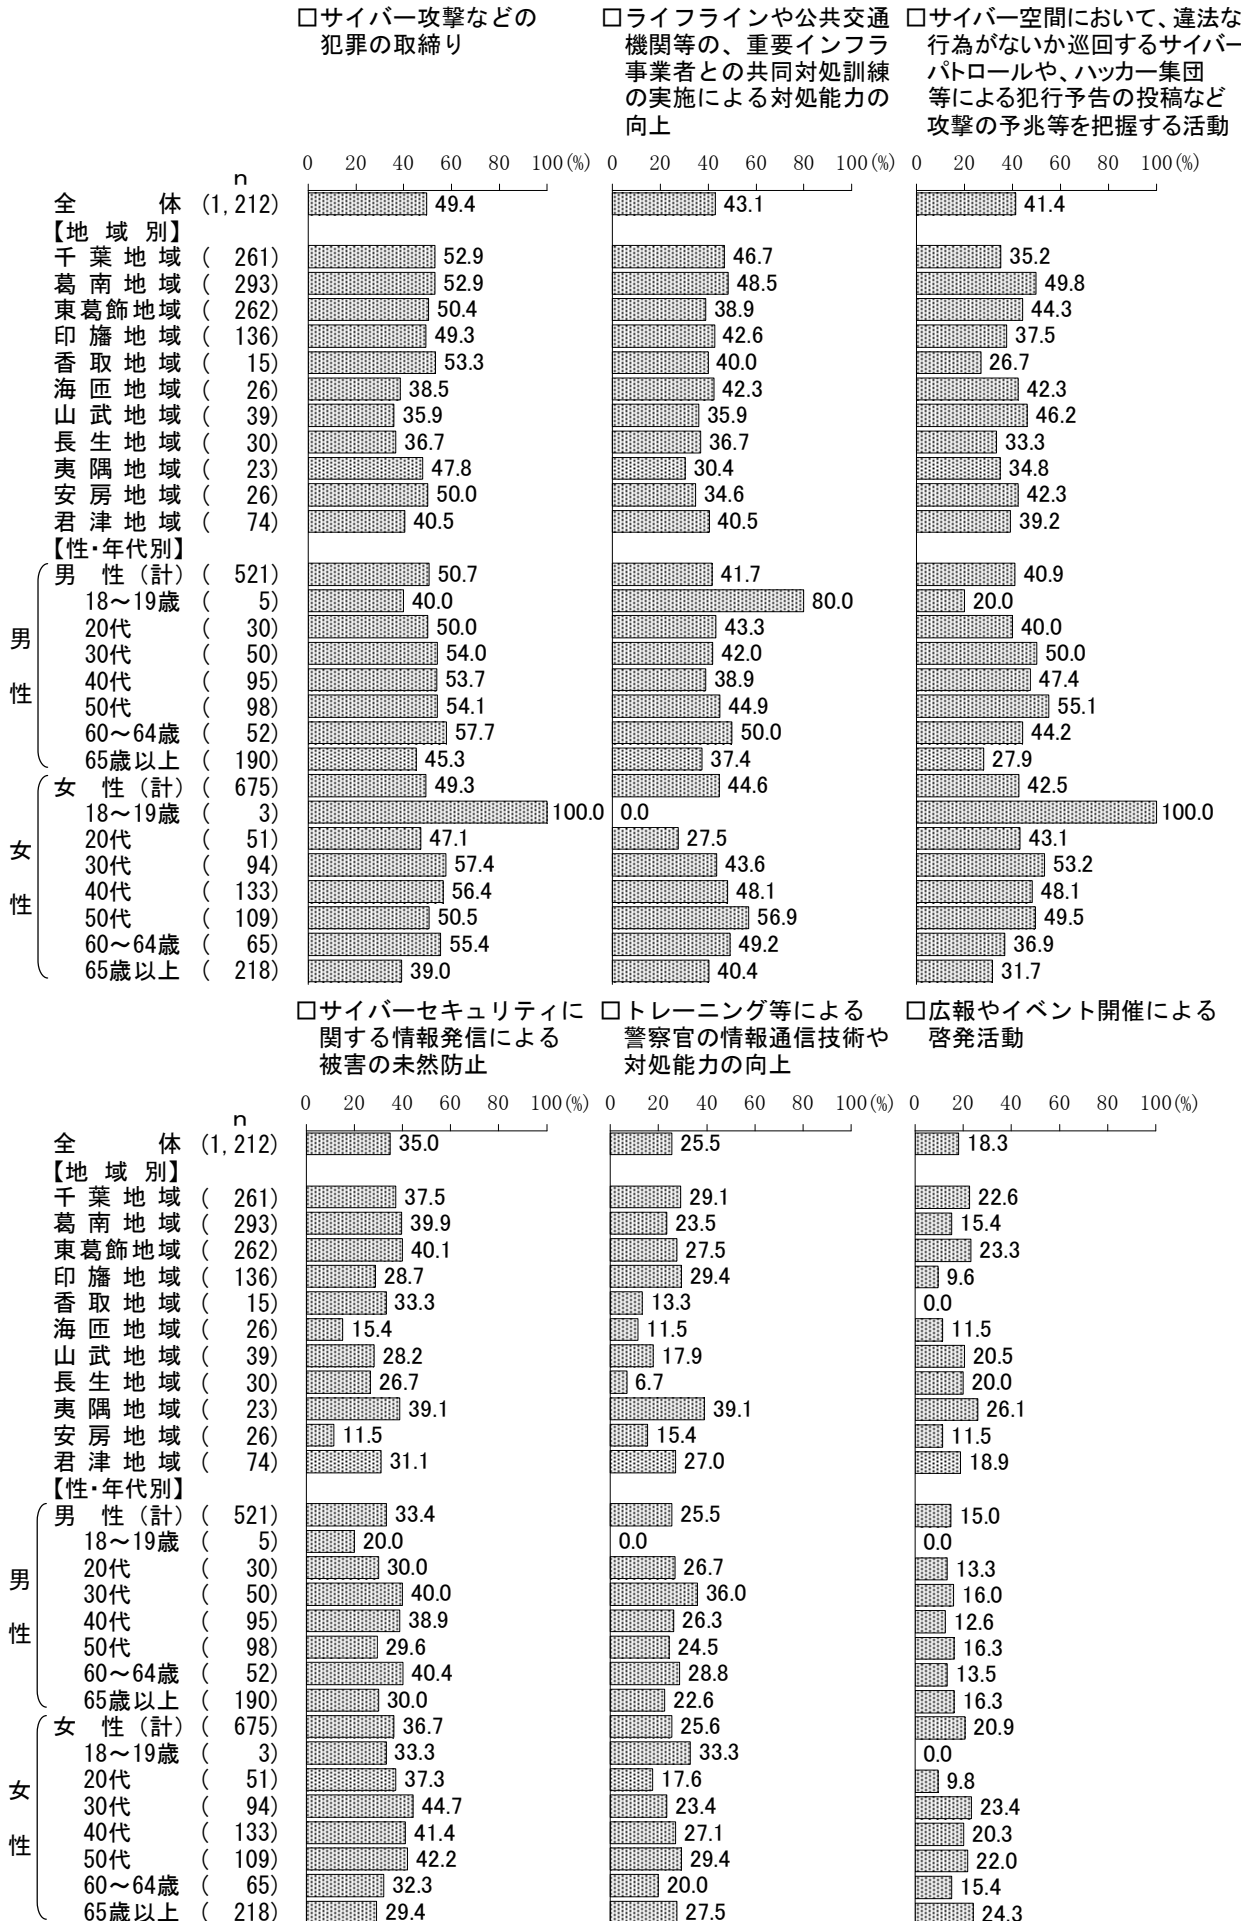 □サイバー攻撃などの
犯罪の取締り
□ライフラインや公共交通
機関等の、重要インフラ
事業者との共同対処訓練
の実施による対処能力の
向上
□サイバー空間において、違法な
行為がないか巡回するサイバー
パトロールや、ハッカー集団
等による犯行予告の投稿など
攻撃の予兆等を把握する活動
n 0 20 40 60 80 100(%) 0 20 40 60 80 100(%) 0 20 40 60 80 100(%)
全体 (1,212) 49.4 43.1 41.4
【地域別】
千葉地域 (261) 52.9 46.7 35.2
葛南地域 (293) 52.9 48.5 49.8
東葛飾地域 (262) 50.4 38.9 44.3
印旛地域 (136) 49.3 42.6 37.5
香取地域 (15) 53.3 40.0 26.7
海匝地域 (26) 38.5 42.3 42.3
山武地域 (39) 35.9 35.9 46.2
長生地域 (30) 36.7 36.7 33.3
夷隅地域 (23) 47.8 30.4 34.8
安房地域 (26) 50.0 34.6 42.3
君津地域 (74) 40.5 40.5 39.2
【性・年代別】
男性
男性(計) (521) 50.7 41.7 40.9
18～19歳 (5) 40.0 80.0 20.0
20代 (30) 50.0 43.3 40.0
30代 (50) 54.0 42.0 50.0
40代 (95) 53.7 38.9 47.4
50代 (98) 54.1 44.9 55.1
60～64歳 (52) 57.7 50.0 44.2
65歳以上 (190) 45.3 37.4 27.9
女性
女性(計) (675) 49.3 44.6 42.5
18～19歳 (3) 100.0 0.0 100.0
20代 (51) 47.1 27.5 43.1
30代 (94) 57.4 43.6 53.2
40代 (133) 56.4 48.1 48.1
50代 (109) 50.5 56.9 49.5
60～64歳 (65) 55.4 49.2 36.9
65歳以上 (218) 39.0 40.4 31.7
□サイバーセキュリティに
関する情報発信による
被害の未然防止
□トレーニング等による
警察官の情報通信技術や
対処能力の向上
□広報やイベント開催による
啓発活動
n 0 20 40 60 80 100(%) 0 20 40 60 80 100(%) 0 20 40 60 80 100(%)
全体 (1,212) 35.0 25.5 18.3
【地域別】
千葉地域 (261) 37.5 29.1 22.6
葛南地域 (293) 39.9 23.5 15.4
東葛飾地域 (262) 40.1 27.5 23.3
印旛地域 (136) 28.7 29.4 9.6
香取地域 (15) 33.3 13.3 0.0
海匝地域 (26) 15.4 11.5 11.5
山武地域 (39) 28.2 17.9 20.5
長生地域 (30) 26.7 6.7 20.0
夷隅地域 (23) 39.1 39.1 26.1
安房地域 (26) 11.5 15.4 11.5
君津地域 (74) 31.1 27.0 18.9
【性・年代別】
男性
男性(計) (521) 33.4 25.5 15.0
18～19歳 (5) 20.0 0.0 0.0
20代 (30) 30.0 26.7 13.3
30代 (50) 40.0 36.0 16.0
40代 (95) 38.9 26.3 12.6
50代 (98) 29.6 24.5 16.3
60～64歳 (52) 40.4 28.8 13.5
65歳以上 (190) 30.0 22.6 16.3
女性
女性(計) (675) 36.7 25.6 20.9
18～19歳 (3) 33.3 33.3 0.0
20代 (51) 37.3 17.6 9.8
30代 (94) 44.7 23.4 23.4
40代 (133) 41.4 27.1 20.3
50代 (109) 42.2 29.4 22.0
60～64歳 (65) 32.3 20.0 15.4
65歳以上 (218) 29.4 27.5 24.3